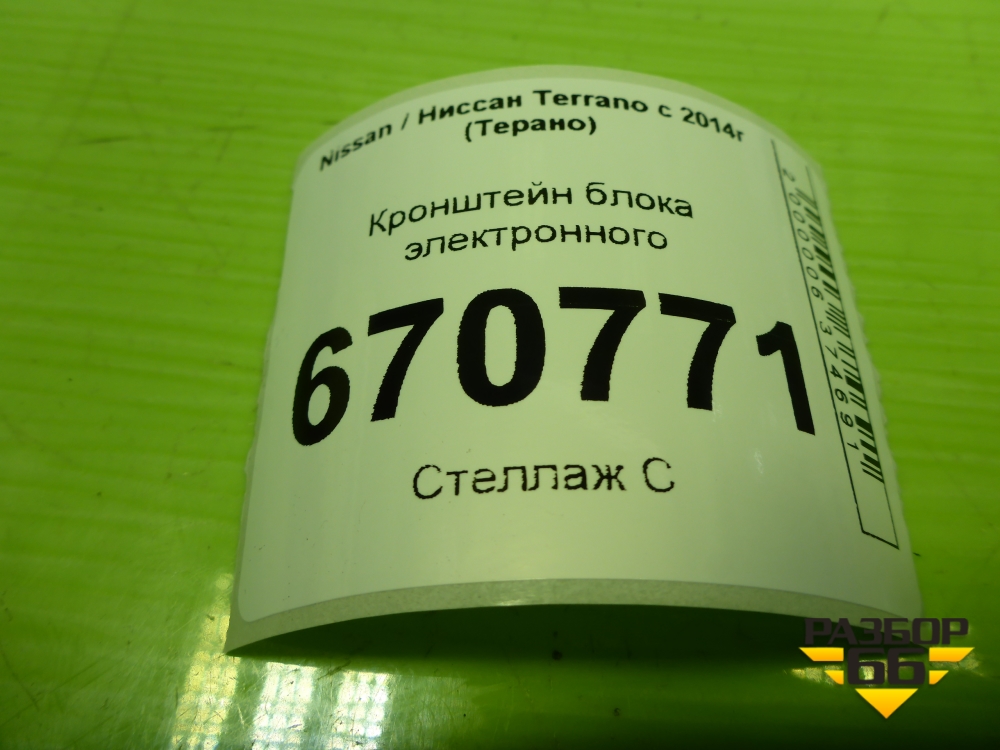 Nissan / Ниссан Terrano с 2014г
(Терано)
Кронштейн блока
электронного
670771
Стеллаж С
2000006374691
РАЗБОР
66